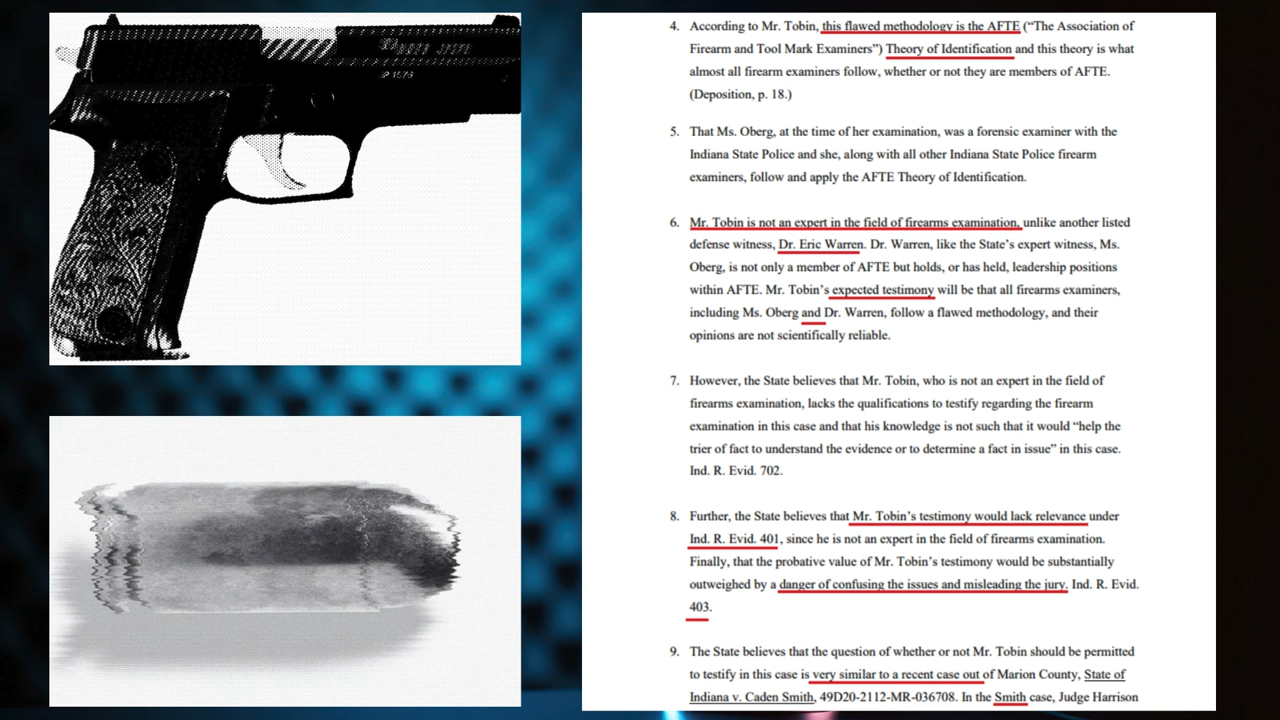 4. According to Mr. Tobin, this flawed methodology is the AFTE (“The Association of
Firearm and Tool Mark Examiners”) Theory of Identification and this theory is what
almost all firearm examiners follow, whether or not they are members of AFTE.
(Deposition, p. 18.)
5. That Ms. Oberg, at the time of her examination, was a forensic examiner with the
Indiana State Police and she, along with all other Indiana State Police firearm
examiners, follow and apply the AFTE Theory of Identification.
6. Mr. Tobin is not an expert in the field of firearms examination, unlike another listed
defense witness, Dr. Eric Warren. Dr. Warren, like the State’s expert witness, Ms.
Oberg, is not only a member of AFTE but holds, or has held, leadership positions
within AFTE. Mr. Tobin’s expected testimony will be that all firearms examiners,
including Ms. Oberg and Dr. Warren, follow a flawed methodology, and their
opinions are not scientifically reliable.
7. However, the State believes that Mr. Tobin, who is not an expert in the field of
firearms examination, lacks the qualifications to testify regarding the firearm
examination in this case and that his knowledge is not such that it would “help the
trier of fact to understand the evidence or to determine a fact in issue” in this case.
Ind. R. Evid. 702.
8. Further, the State believes that Mr. Tobin’s testimony would lack relevance under
Ind. R. Evid. 401, since he is not an expert in the field of firearms examination.
Finally, that the probative value of Mr. Tobin’s testimony would be substantially
outweighed by a danger of confusing the issues and misleading the jury. Ind. R. Evid.
403.
9. The State believes that the question of whether or not Mr. Tobin should be permitted
to testify in this case is very similar to a recent case out of Marion County, State of
Indiana v. Caden Smith, 49D20-2112-MR-036708. In the Smith case, Judge Harrison